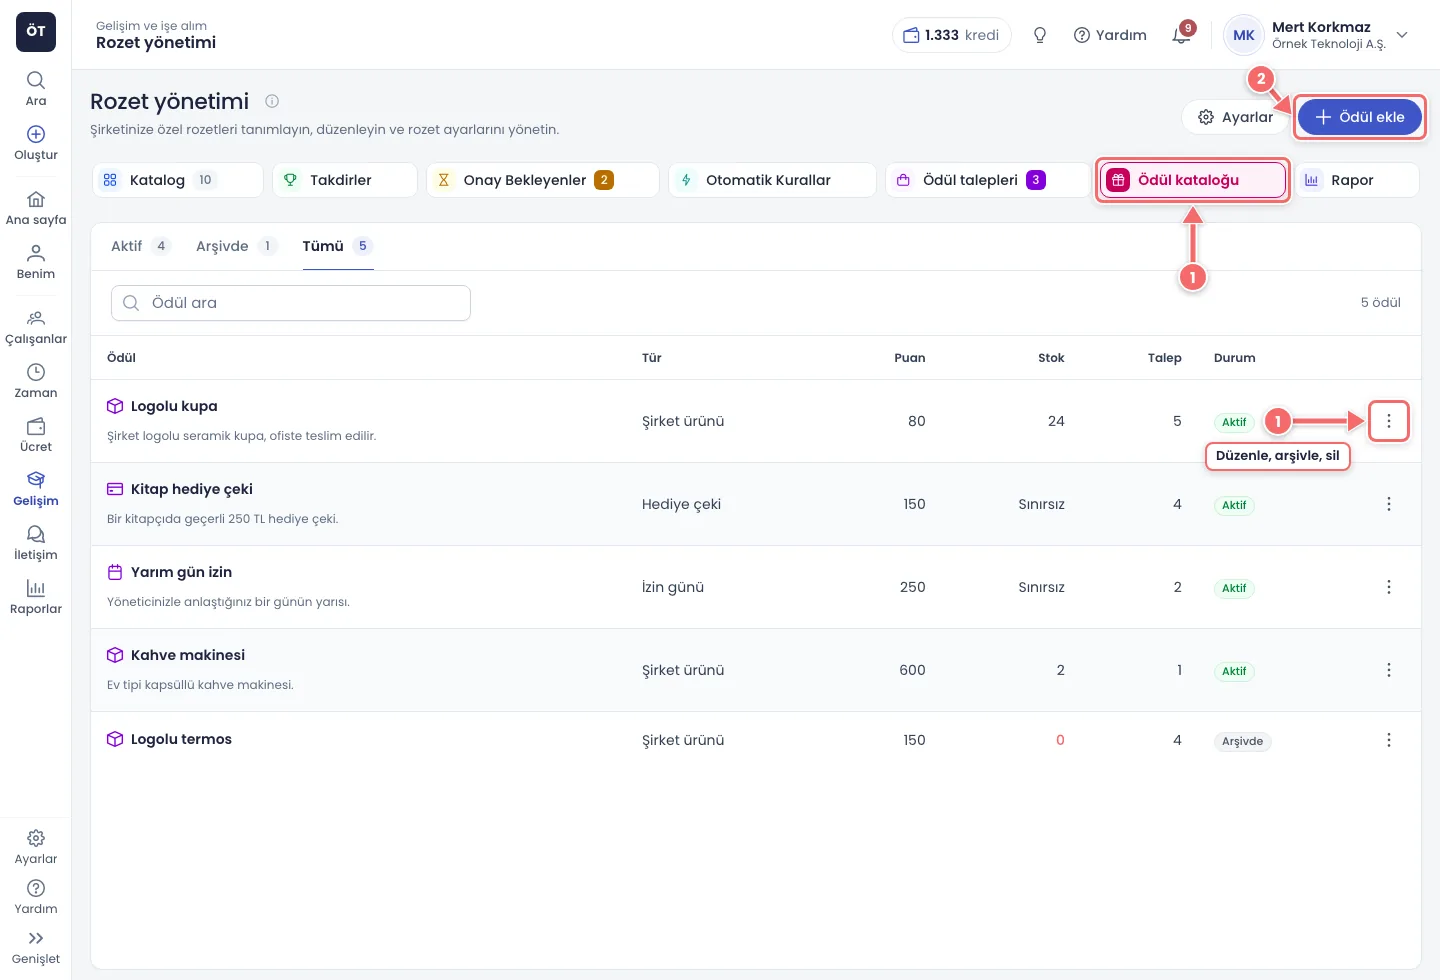 ÖT
Ara
Oluştur
Ana sayfa
Benim
Çalışanlar
Zaman
Ücret
Gelişim
İletişim
Raporlar
Ayarlar
Yardım
Genişlet
Gelişim ve işe alım
Rozet yönetimi
1.333 kredi
Yardım
9
MK
Mert Korkmaz
Örnek Teknoloji A.Ş.
Rozet yönetimi
Şirketinize özel rozetleri tanımlayın, düzenleyin ve rozet ayarlarını yönetin.
2
Ayarlar
Ödül ekle
Katalog 10
Takdirler
Onay Bekleyenler 2
Otomatik Kurallar
Ödül talepleri 3
Ödül kataloğu
Rapor
1
Aktif 4
Arşivde 1
Tümü 5
Ödül ara
5 ödül
Ödül Tür Puan Stok Talep Durum
Logolu kupa
Şirket logolu seramik kupa, ofiste teslim edilir.
Şirket ürünü 80 24 5 Aktif
1
Düzenle, arşivle, sil
Kitap hediye çeki
Bir kitapçıda geçerli 250 TL hediye çeki.
Hediye çeki 150 Sınırsız 4 Aktif
Yarım gün izin
Yöneticinizle anlaştığınız bir günün yarısı.
İzin günü 250 Sınırsız 2 Aktif
Kahve makinesi
Ev tipi kapsüllü kahve makinesi.
Şirket ürünü 600 2 1 Aktif
Logolu termos
Şirket ürünü 150 0 4 Arşivde